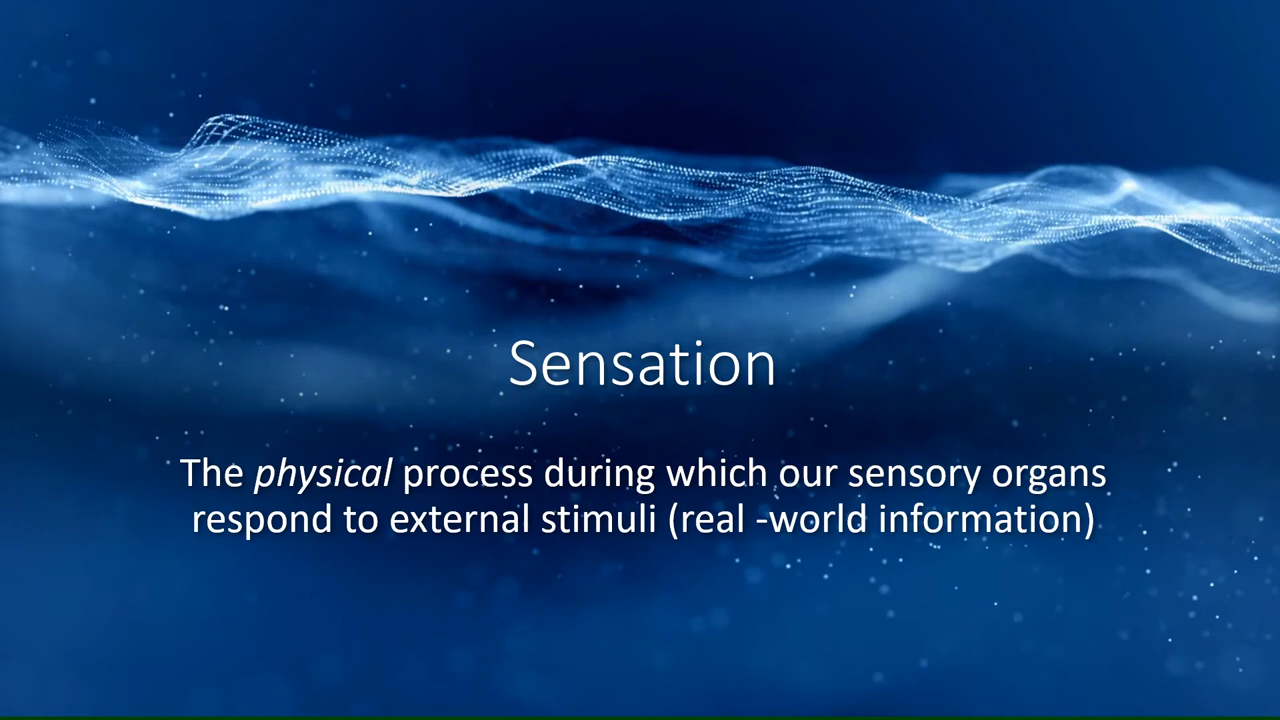 Sensation
The physical process during which our sensory organs
respond to external stimuli (real -world information)